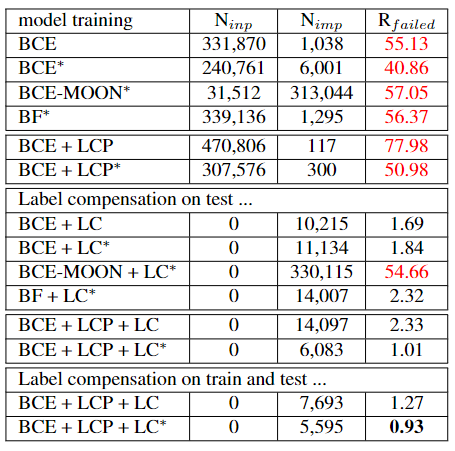 model training N_inp N_imp R_failed
BCE 331,870 1,038 55.13
BCE* 240,761 6,001 40.86
BCE-MOON* 31,512 313,044 57.05
BF* 339,136 1,295 56.37
BCE + LCP 470,806 117 77.98
BCE + LCP* 307,576 300 50.98
Label compensation on test ...
BCE + LC 0 10,215 1.69
BCE + LC* 0 11,134 1.84
BCE-MOON + LC* 0 330,115 54.66
BF + LC* 0 14,007 2.32
BCE + LCP + LC 0 14,097 2.33
BCE + LCP + LC* 0 6,083 1.01
Label compensation on train and test ...
BCE + LCP + LC 0 7,693 1.27
BCE + LCP + LC* 0 5,595 0.93